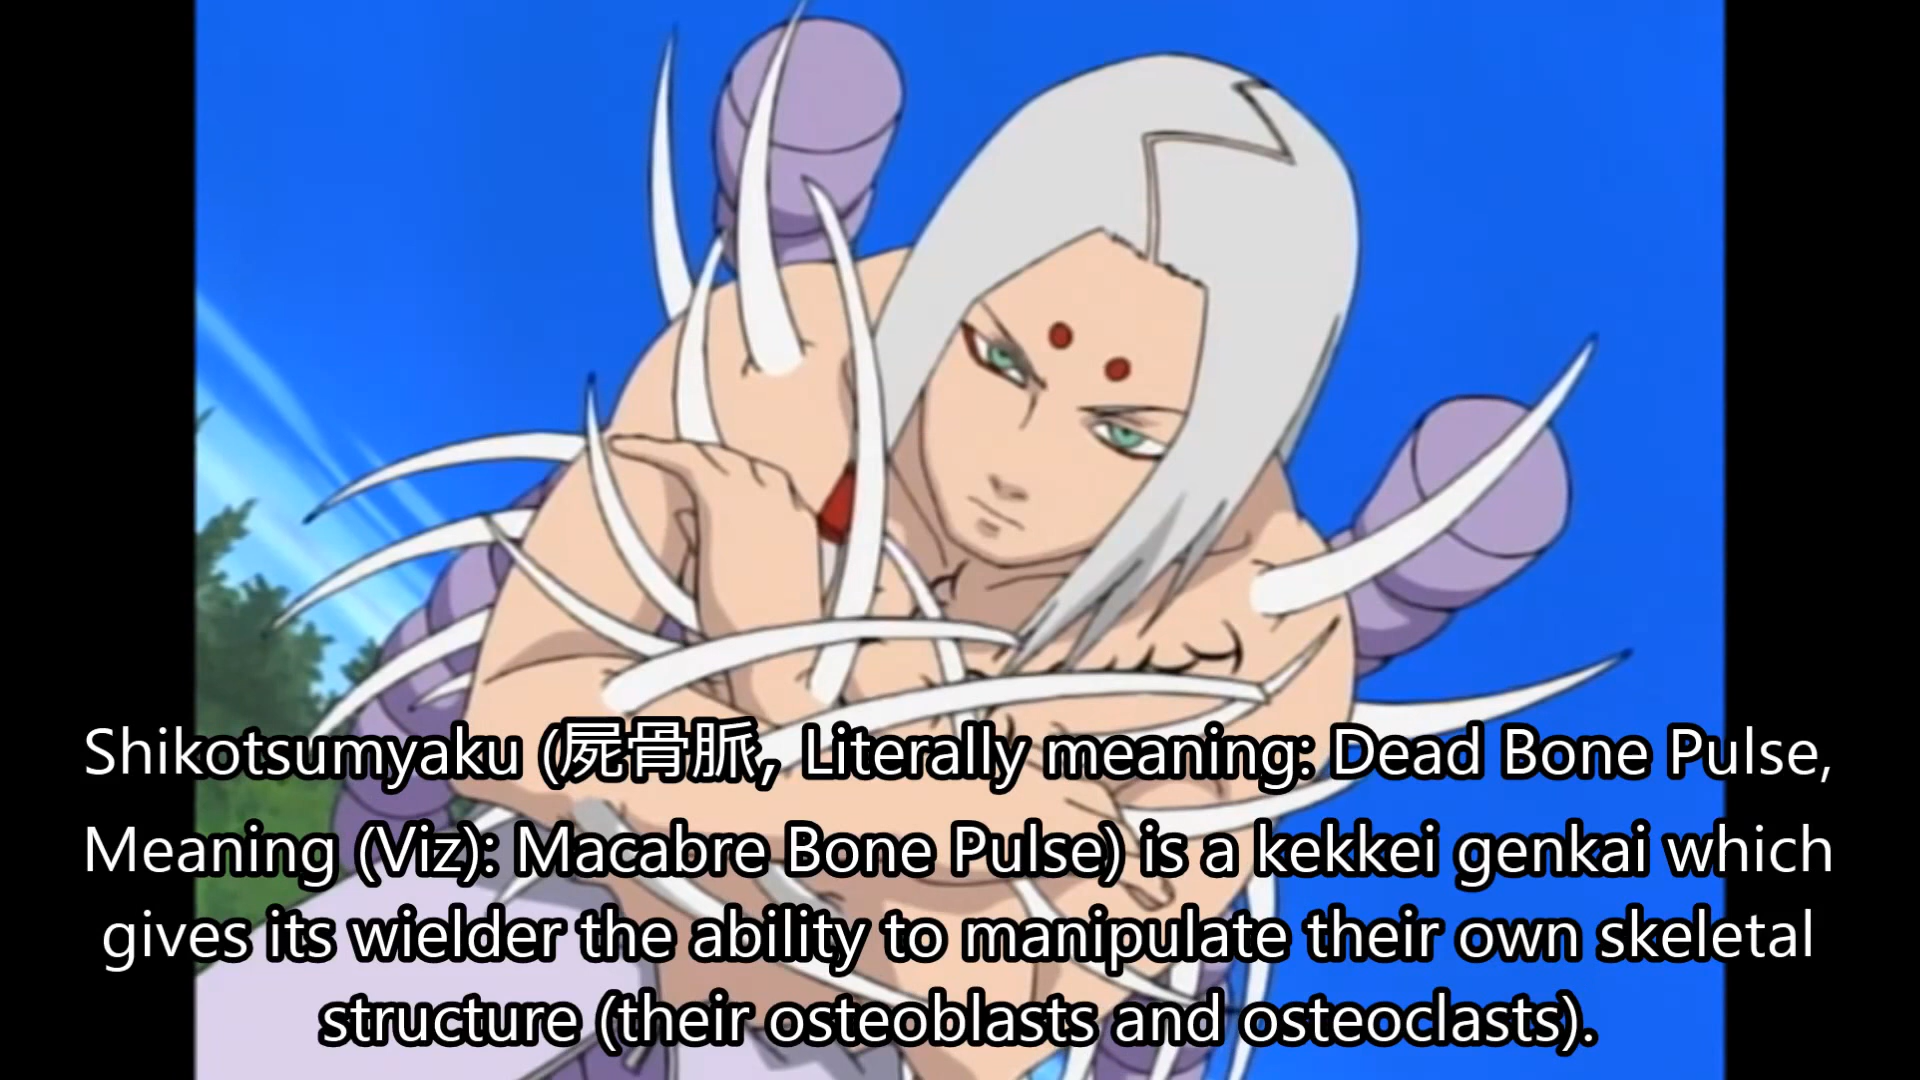 Shikotsumyaku (屍骨脈, Literally meaning: Dead Bone Pulse,
Meaning (Viz): Macabre Bone Pulse) is a kekkei genkai which
gives its wielder the ability to manipulate their own skeletal
structure (their osteoblasts and osteoclasts).